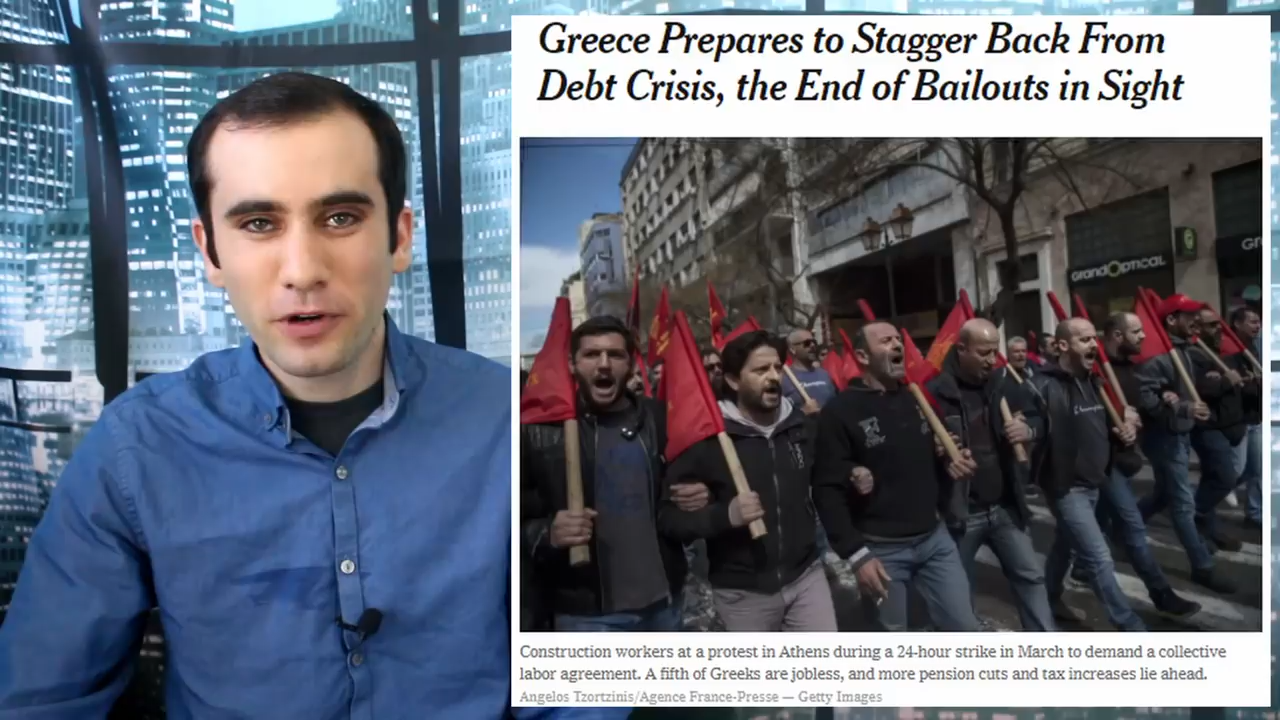 Greece Prepares to Stagger Back From
Debt Crisis, the End of Bailouts in Sight
GRANDOPTICAL
Construction workers at a protest in Athens during a 24-hour strike in March to demand a collective
labor agreement. A fifth of Greeks are jobless, and more pension cuts and tax increases lie ahead.
Angelos Tzortzinis/Agence France-Presse — Getty Images